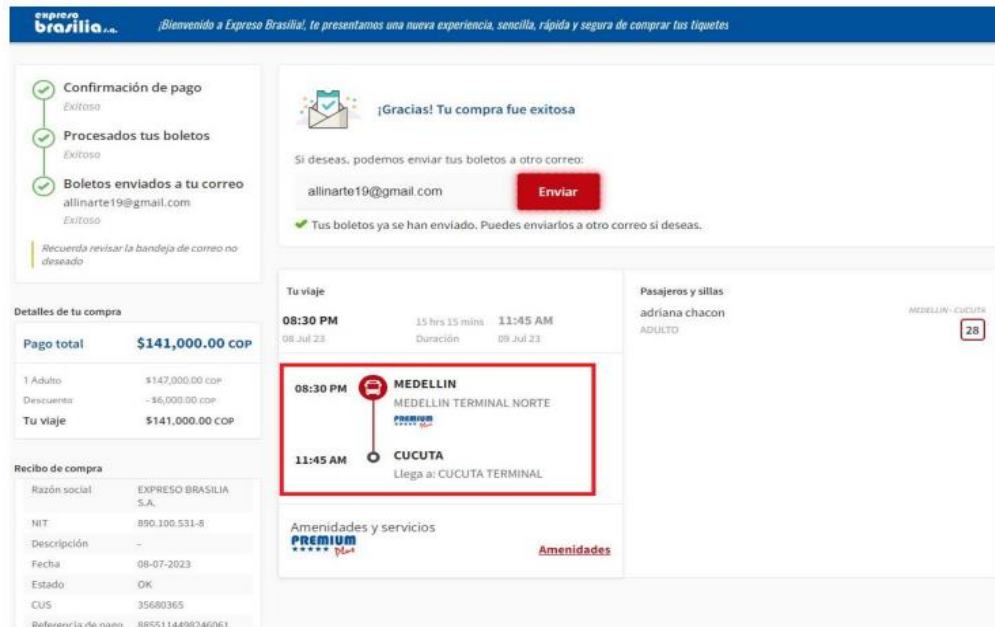 expreso
brasilia s.a.
¡Bienvenido a Expreso Brasilia!, te presentamos una nueva experiencia, sencilla, rápida y segura de comprar tus tiquetes
Confirmación de pago
Exitoso
Procesados tus boletos
Exitoso
Boletos enviados a tu correo
allinarte19@gmail.com
Exitoso
Recuerda revisar la bandeja de correo no
deseado
Detalles de tu compra
Pago total $141,000.00 COP
1 Adulto $147,000.00 COP
Descuento - $6,000.00 COP
Tu viaje $141,000.00 COP
Recibo de compra
Razón social EXPRESO BRASILIA
S.A.
NIT 890.100.531-8
Descripción -
Fecha 08-07-2023
Estado OK
CUS 35680365
Referencia de pago 8855114498246061
¡Gracias! Tu compra fue exitosa
Si deseas, podemos enviar tus boletos a otro correo:
allinarte19@gmail.com Enviar
Tus boletos ya se han enviado. Puedes enviarlos a otro correo si deseas.
Tu viaje
08:30 PM 15 hrs 15 mins 11:45 AM
08 Jul 23 Duración 09 Jul 23
08:30 PM MEDELLIN
MEDELLIN TERMINAL NORTE
PREMIUM Plus
11:45 AM CUCUTA
Llega a: CUCUTA TERMINAL
Amenidades y servicios
PREMIUM
Plus Amenidades
Pasajeros y sillas
adriana chacon MEDELLIN - CUCUTA
ADULTO 28